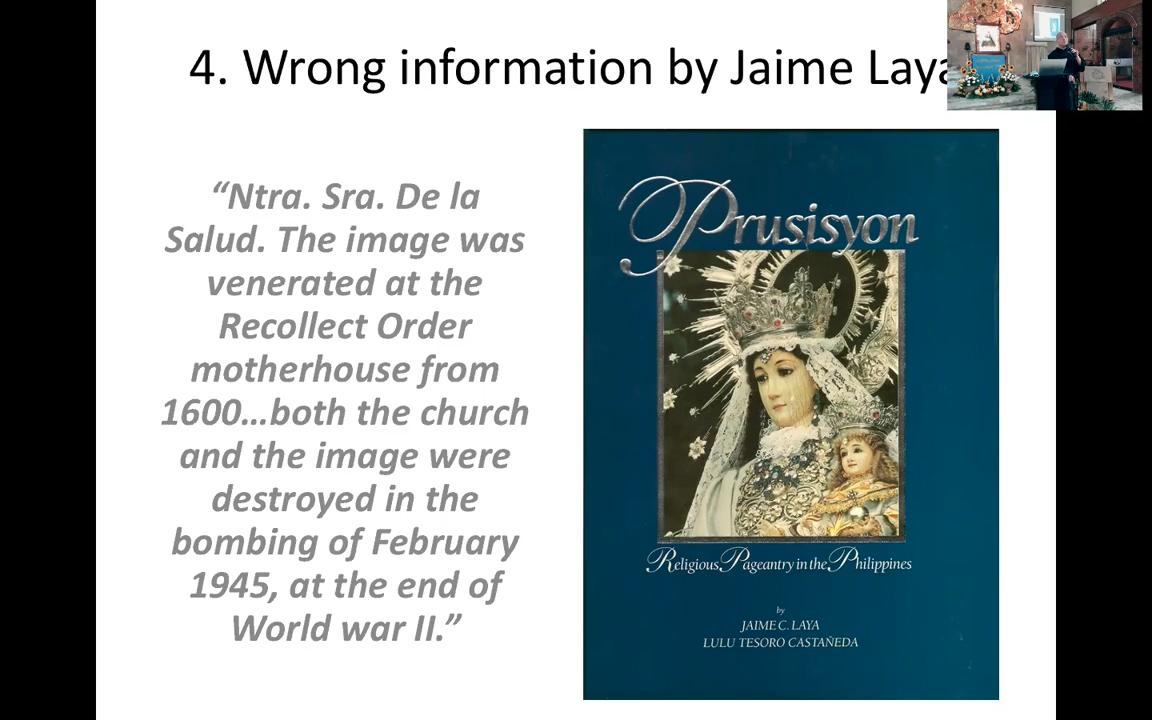 4. Wrong information by Jaime Laya
“Ntra. Sra. De la
Salud. The image was
venerated at the
Recollect Order
motherhouse from
1600…both the church
and the image were
destroyed in the
bombing of February
1945, at the end of
World war II.”
Prusisyon
Religious Pageantry in the Philippines
by
JAIME C. LAYA
LULU TESORO CASTAÑEDA